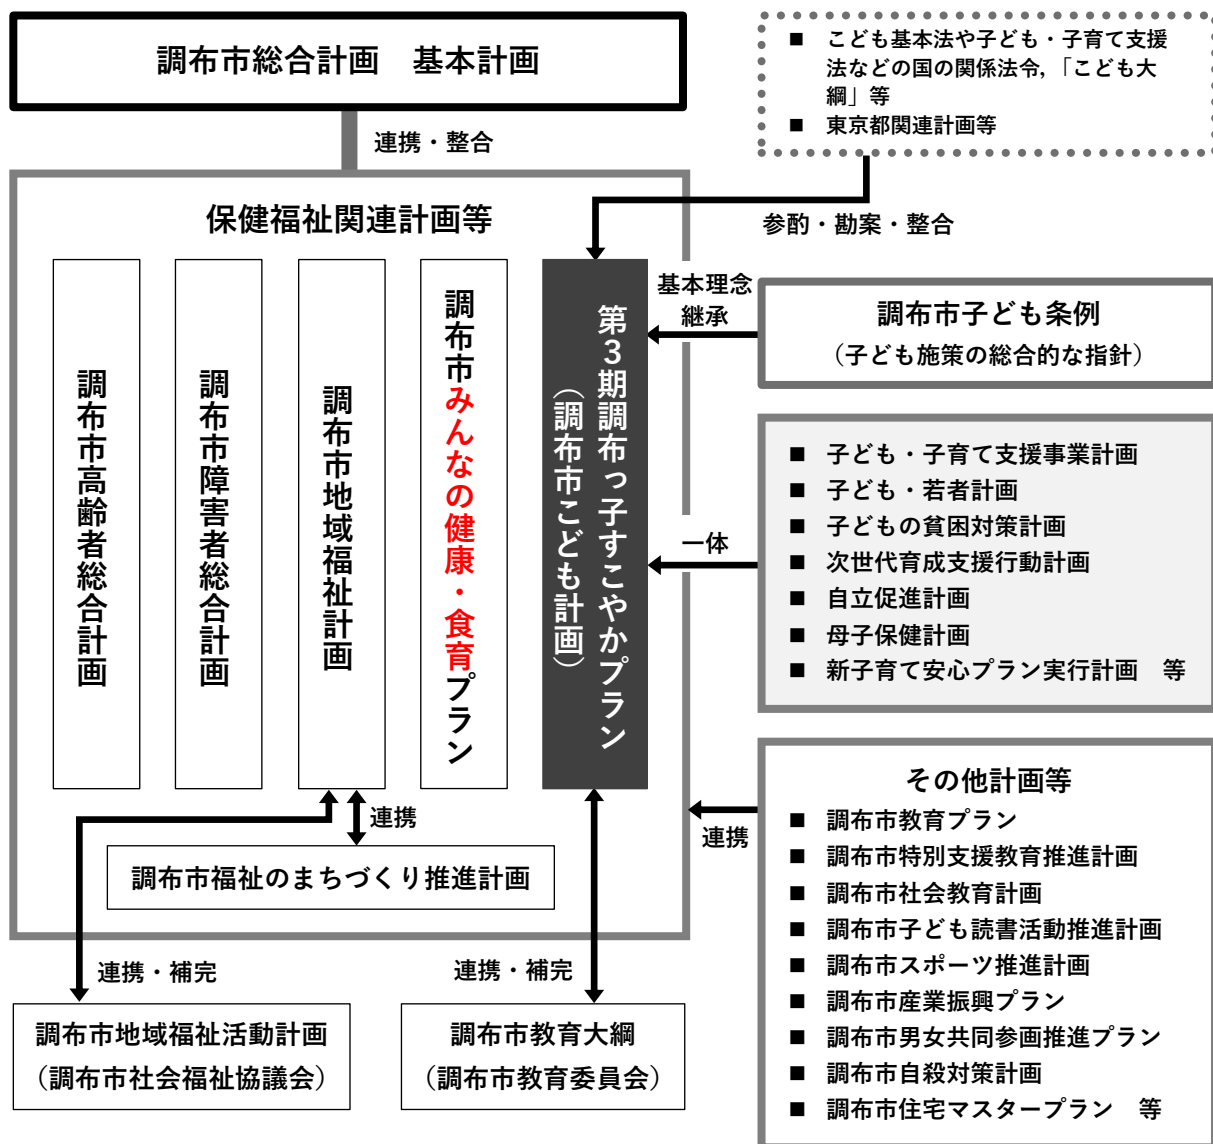 調布市総合計画　基本計画
連携・整合
■ こども基本法や子ども・子育て支援
法などの国の関係法令，「こども大
綱」等
■ 東京都関連計画等
参酌・勘案・整合
保健福祉関連計画等
調布市高齢者総合計画
調布市障害者総合計画
調布市地域福祉計画
調布市みんなの健康・食育プラン
第３期調布っ子すこやかプラン
（調布市こども計画）
基本理念
継承
調布市子ども条例
（子ども施策の総合的な指針）
一体
■ 子ども・子育て支援事業計画
■ 子ども・若者計画
■ 子どもの貧困対策計画
■ 次世代育成支援行動計画
■ 自立促進計画
■ 母子保健計画
■ 新子育て安心プラン実行計画　等
連携
調布市福祉のまちづくり推進計画
連携
その他計画等
■ 調布市教育プラン
■ 調布市特別支援教育推進計画
■ 調布市社会教育計画
■ 調布市子ども読書活動推進計画
■ 調布市スポーツ推進計画
■ 調布市産業振興プラン
■ 調布市男女共同参画推進プラン
■ 調布市自殺対策計画
■ 調布市住宅マスタープラン　等
連携・補完
調布市地域福祉活動計画
（調布市社会福祉協議会）
連携・補完
調布市教育大綱
（調布市教育委員会）